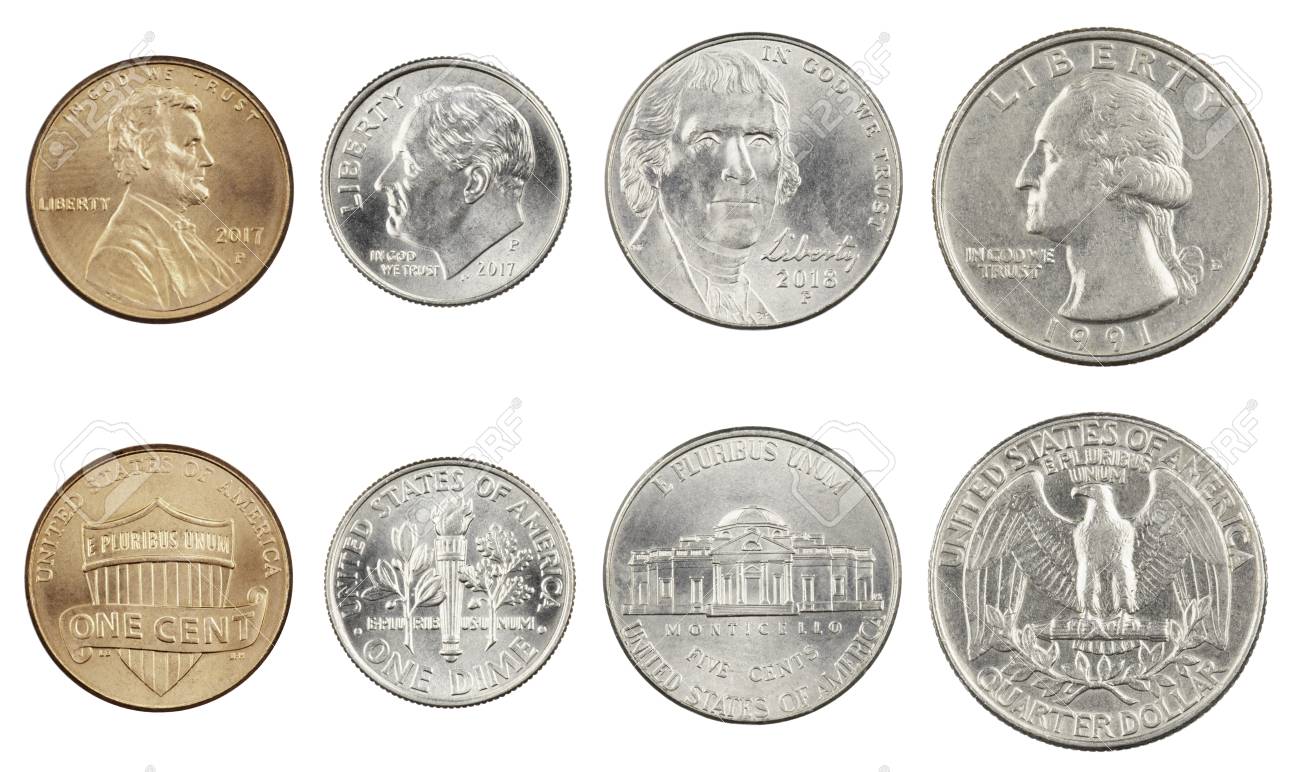 IN GOD WE TRUST
LIBERTY
2017
P
LIBERTY
IN GOD
WE TRUST
P
2017
IN GOD WE TRUST
Liberty
2018
P
LIBERTY
IN GOD WE
TRUST
1991
UNITED STATES OF AMERICA
E PLURIBUS UNUM
ONE CENT
UNITED STATES OF AMERICA
E PLURIBUS UNUM
ONE DIME
E PLURIBUS UNUM
MONTICELLO
FIVE CENTS
UNITED STATES OF AMERICA
UNITED STATES OF AMERICA
E PLURIBUS
UNUM
QUARTER DOLLAR
123RF